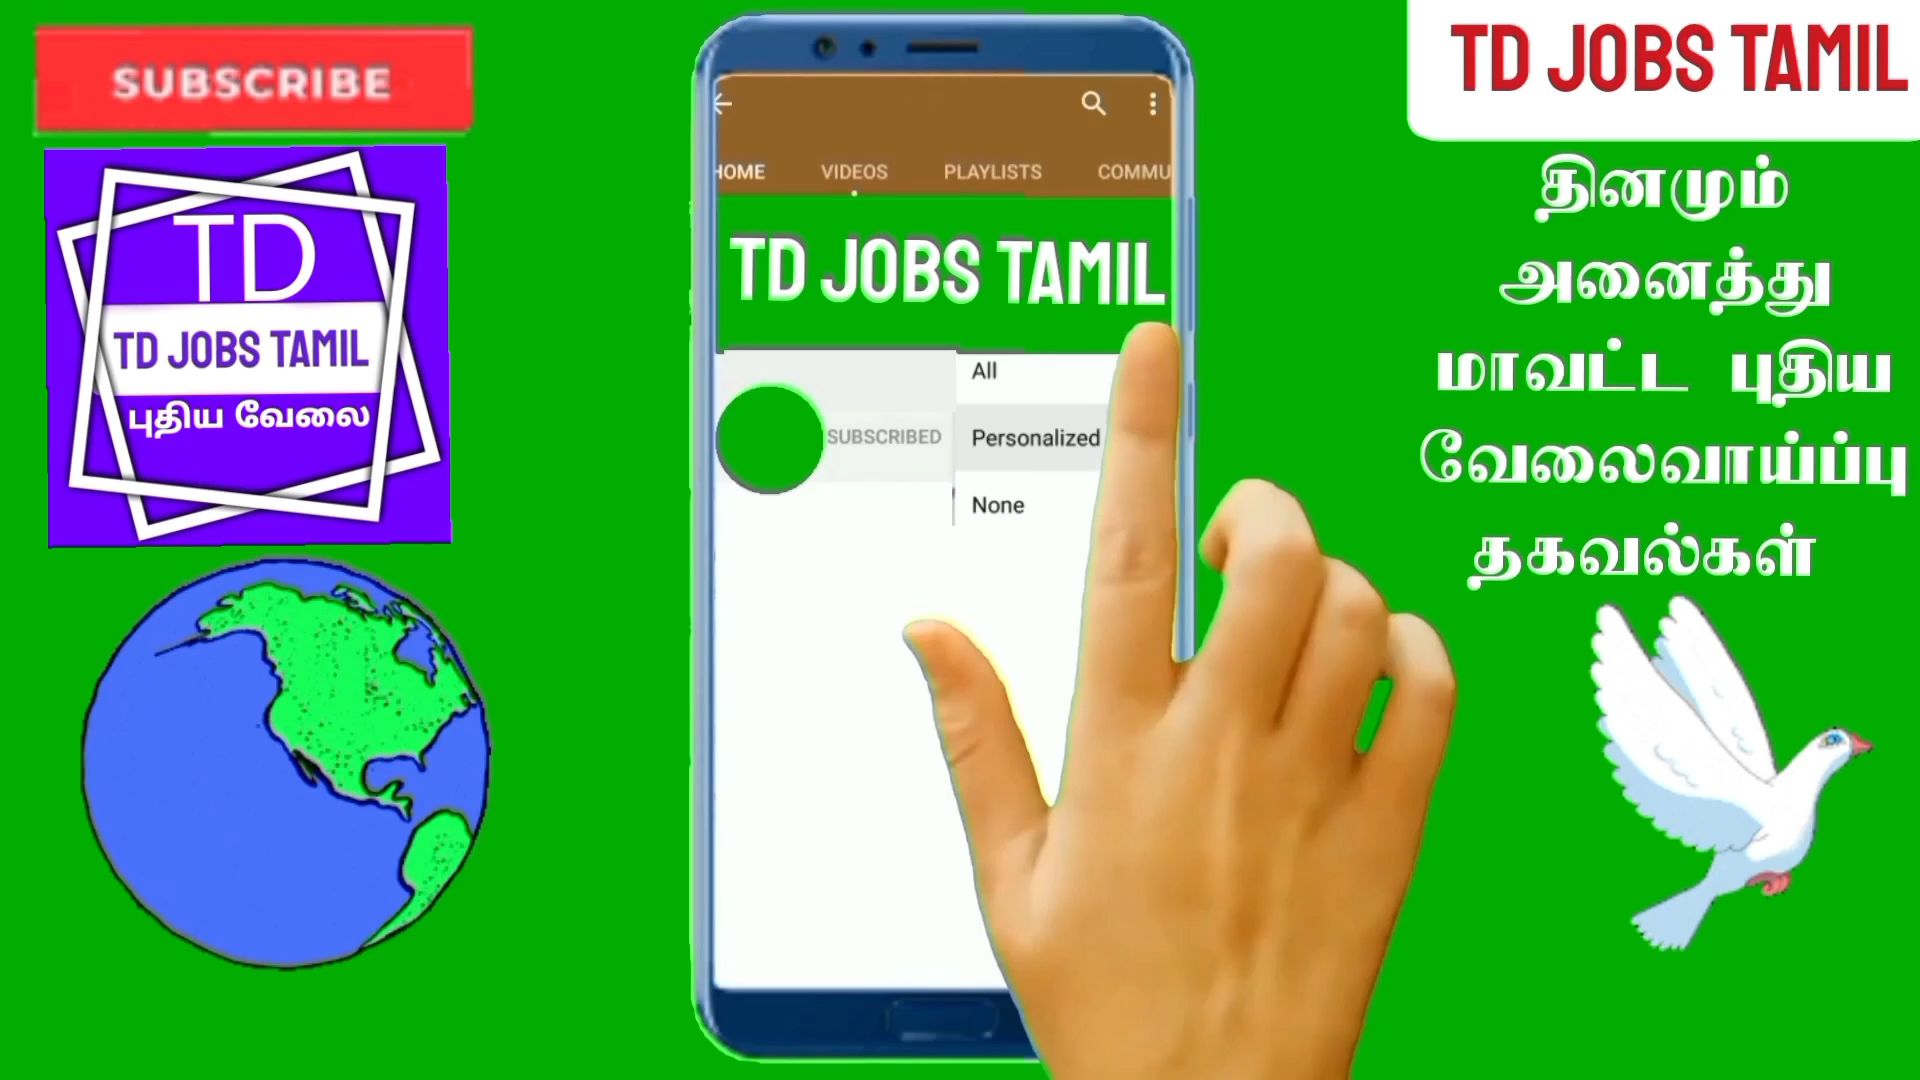 SUBSCRIBE
TD
TD JOBS TAMIL
புதிய வேலை
HOME VIDEOS PLAYLISTS COMMU
TD JOBS TAMIL
All
SUBSCRIBED
Personalized
None
TD JOBS TAMIL
தினமும்
அனைத்து
மாவட்ட புதிய
வேலைவாய்ப்பு
தகவல்கள்